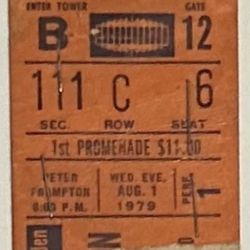 ENTER TOWER GATE
B 12
111 C 6
SEC. ROW SEAT
1st PROMENADE $11.00
PETER WED. EVE.
FRAMPTON AUG. 1
8:00 P.M. 1979
PERF. 1